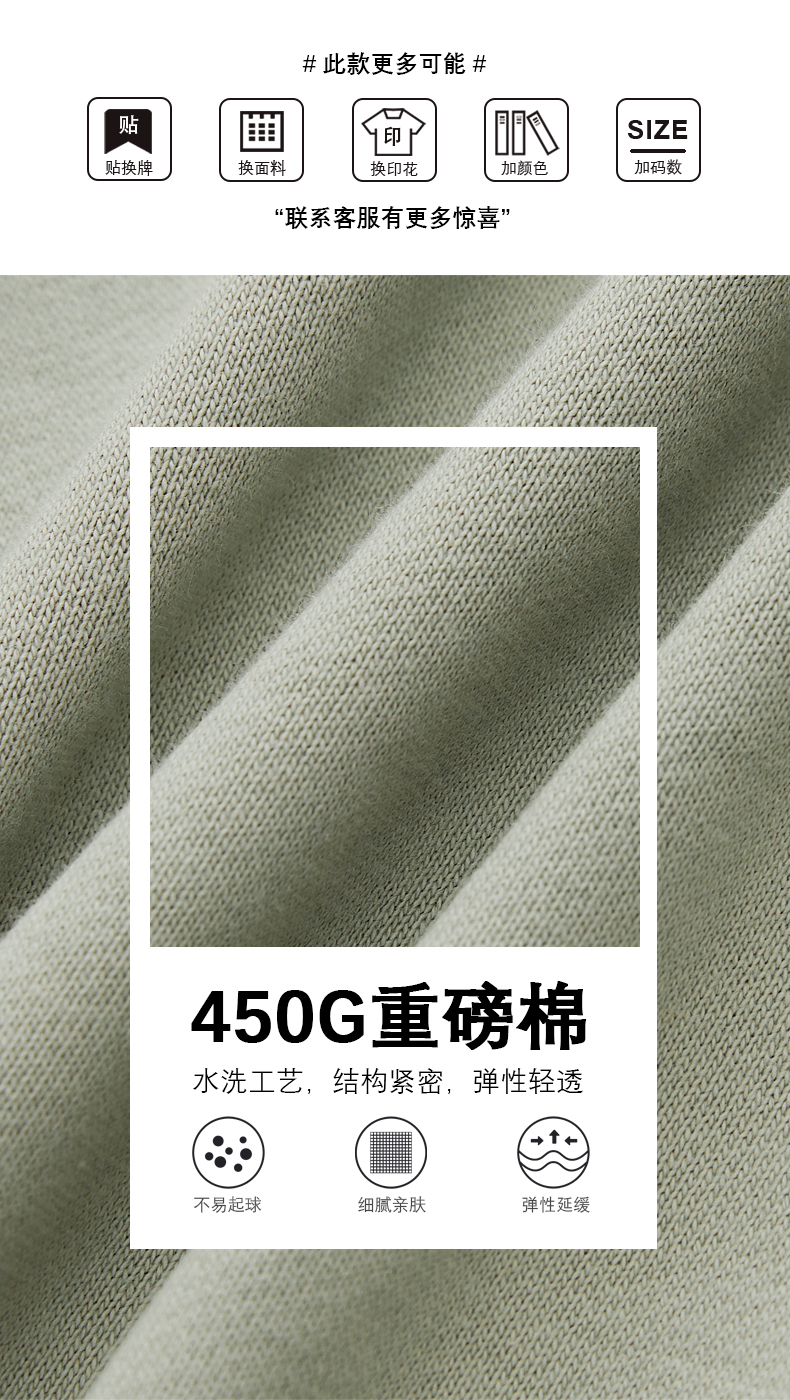 # 此款更多可能 #
贴
贴换牌
换面料
印
换印花
加颜色
SIZE
加码数
“联系客服有更多惊喜”
450G重磅棉
水洗工艺，结构紧密，弹性轻透
不易起球
细腻亲肤
弹性延缓